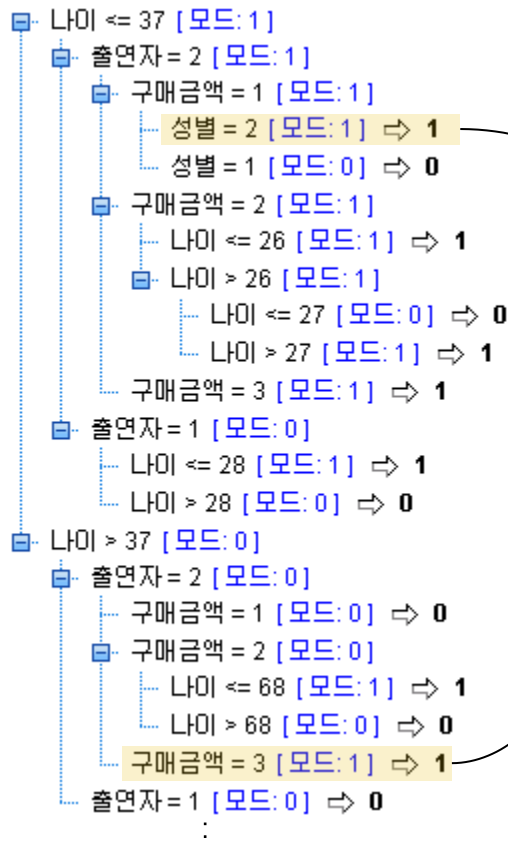 나이 <= 37 [모드: 1]
출연자 = 2 [모드: 1]
구매금액 = 1 [모드: 1]
성별 = 2 [모드: 1] ⇨ 1
성별 = 1 [모드: 0] ⇨ 0
구매금액 = 2 [모드: 1]
나이 <= 26 [모드: 1] ⇨ 1
나이 > 26 [모드: 1]
나이 <= 27 [모드: 0] ⇨ 0
나이 > 27 [모드: 1] ⇨ 1
구매금액 = 3 [모드: 1] ⇨ 1
출연자 = 1 [모드: 0]
나이 <= 28 [모드: 1] ⇨ 1
나이 > 28 [모드: 0] ⇨ 0
나이 > 37 [모드: 0]
출연자 = 2 [모드: 0]
구매금액 = 1 [모드: 0] ⇨ 0
구매금액 = 2 [모드: 0]
나이 <= 68 [모드: 1] ⇨ 1
나이 > 68 [모드: 0] ⇨ 0
구매금액 = 3 [모드: 1] ⇨ 1
출연자 = 1 [모드: 0] ⇨ 0
⋮